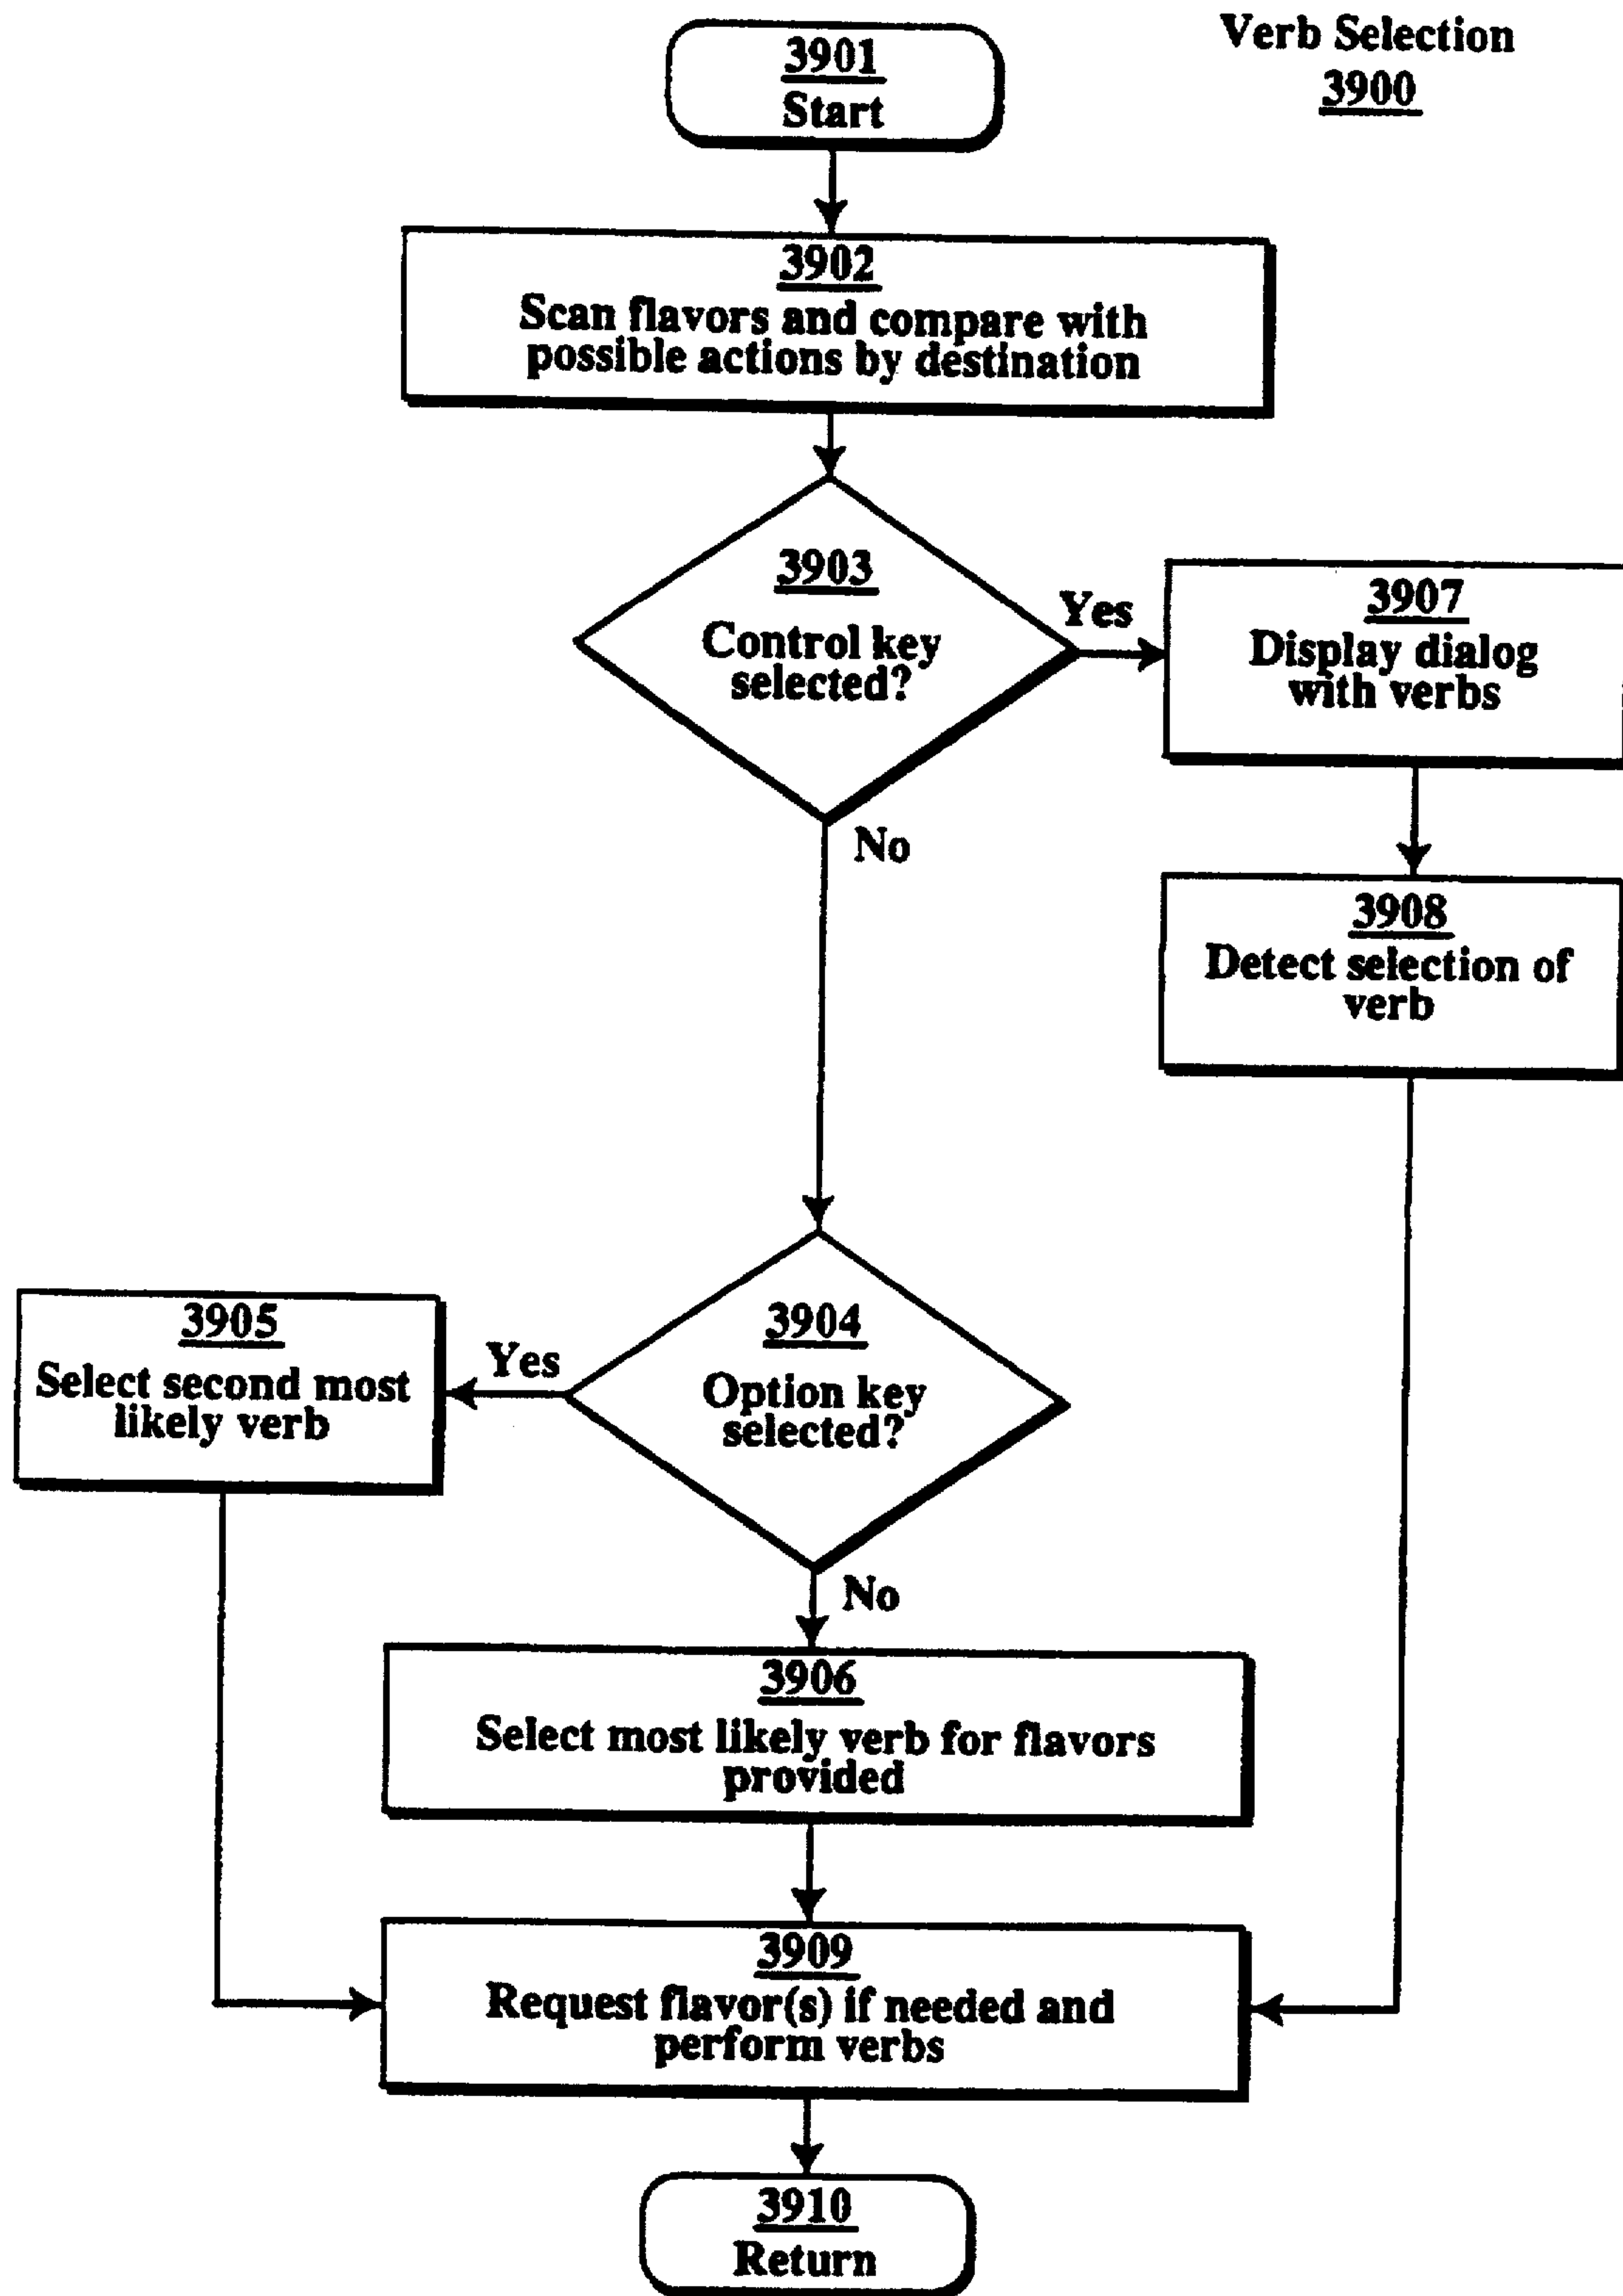 Verb Selection
3900
3901
Start
3902
Scan flavors and compare with
possible actions by destination
3903
Control key
selected?
Yes
No
3907
Display dialog
with verbs
3908
Detect selection of
verb
3904
Option key
selected?
Yes
No
3905
Select second most
likely verb
3906
Select most likely verb for flavors
provided
3909
Request flavor(s) if needed and
perform verbs
3910
Return